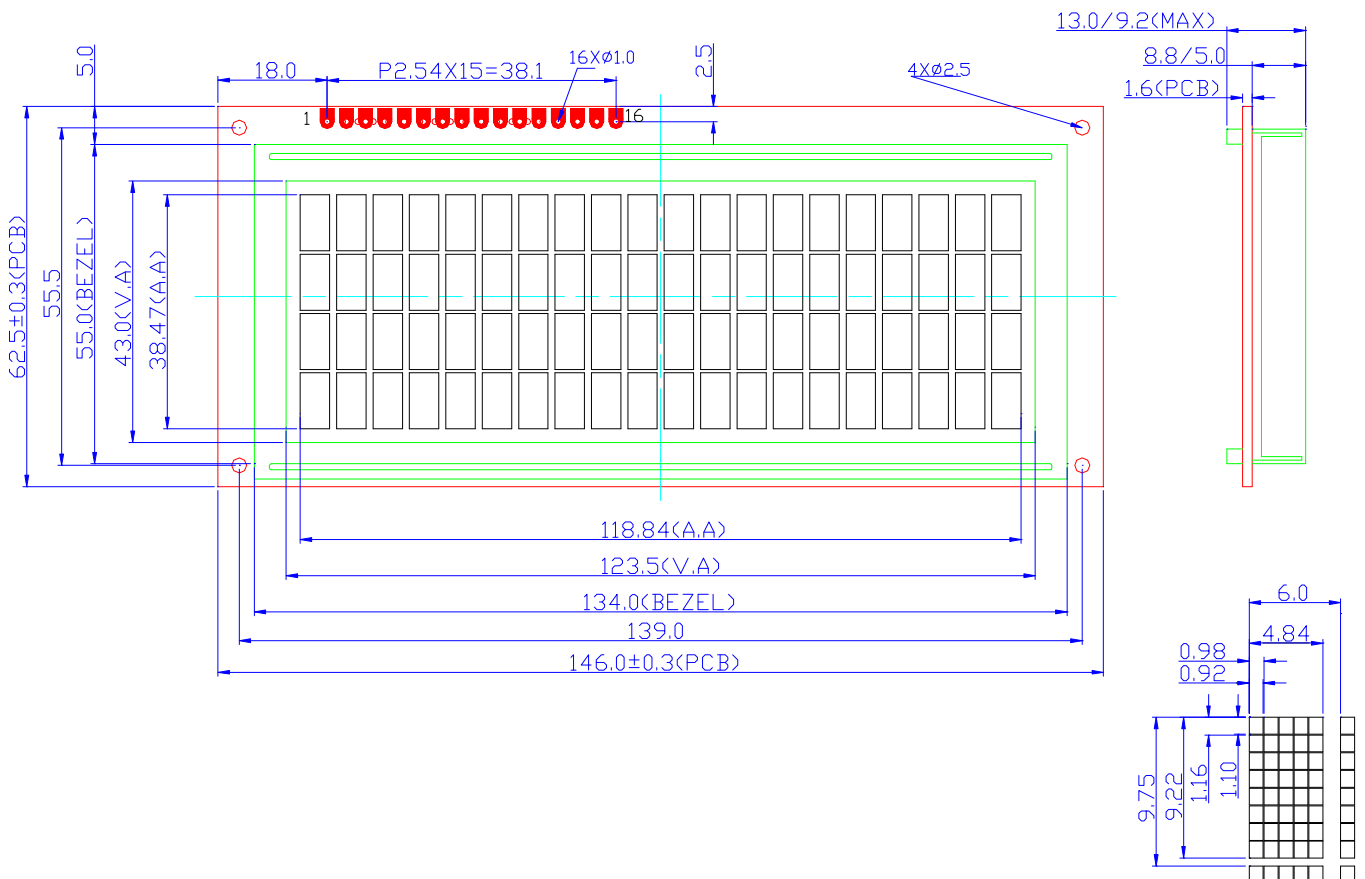 13.0/9.2(MAX)
8.8/5.0
1.6(PCB)
5.0
18.0
P2.54X15=38.1
16XØ1.0
2.5
4XØ2.5
1
16
62.5±0.3(PCB)
55.5
55.0(BEZEL)
43.0(V.A)
38.47(A.A)
118.84(A.A)
123.5(V.A)
134.0(BEZEL)
139.0
146.0±0.3(PCB)
6.0
4.84
0.98
0.92
9.75
9.22
1.16
1.10